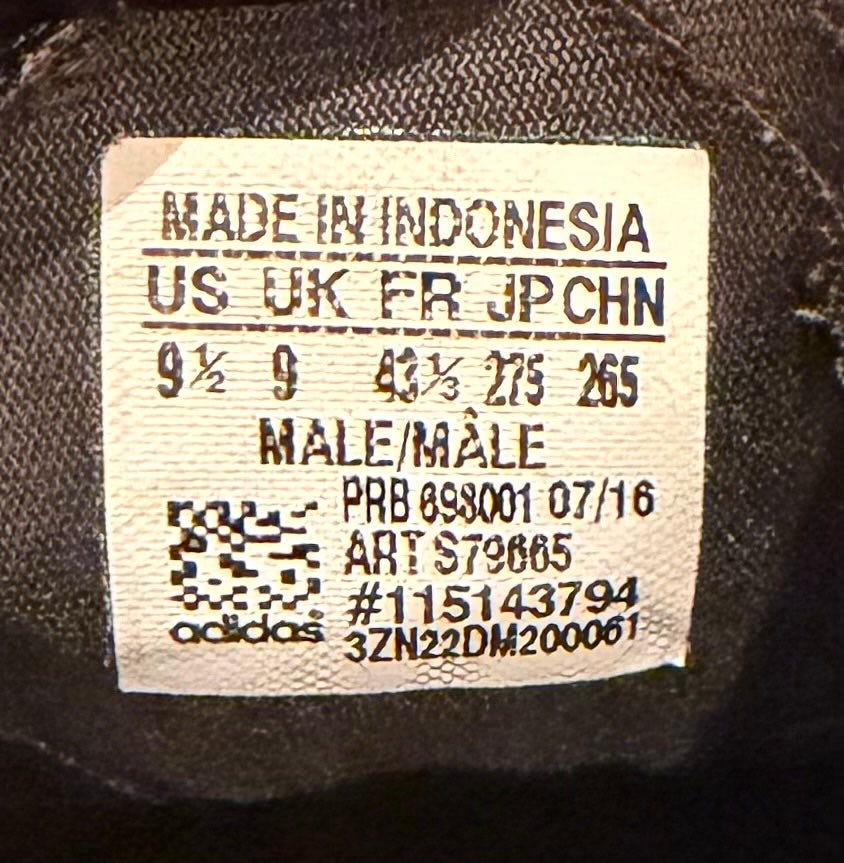 MADE IN INDONESIA
US UK FR JP CHN
9½ 9 43⅓ 275 265
MALE/MÂLE
PRB 698001 07/16
ART S79665
#115143794
adidas 3ZN22DM200061